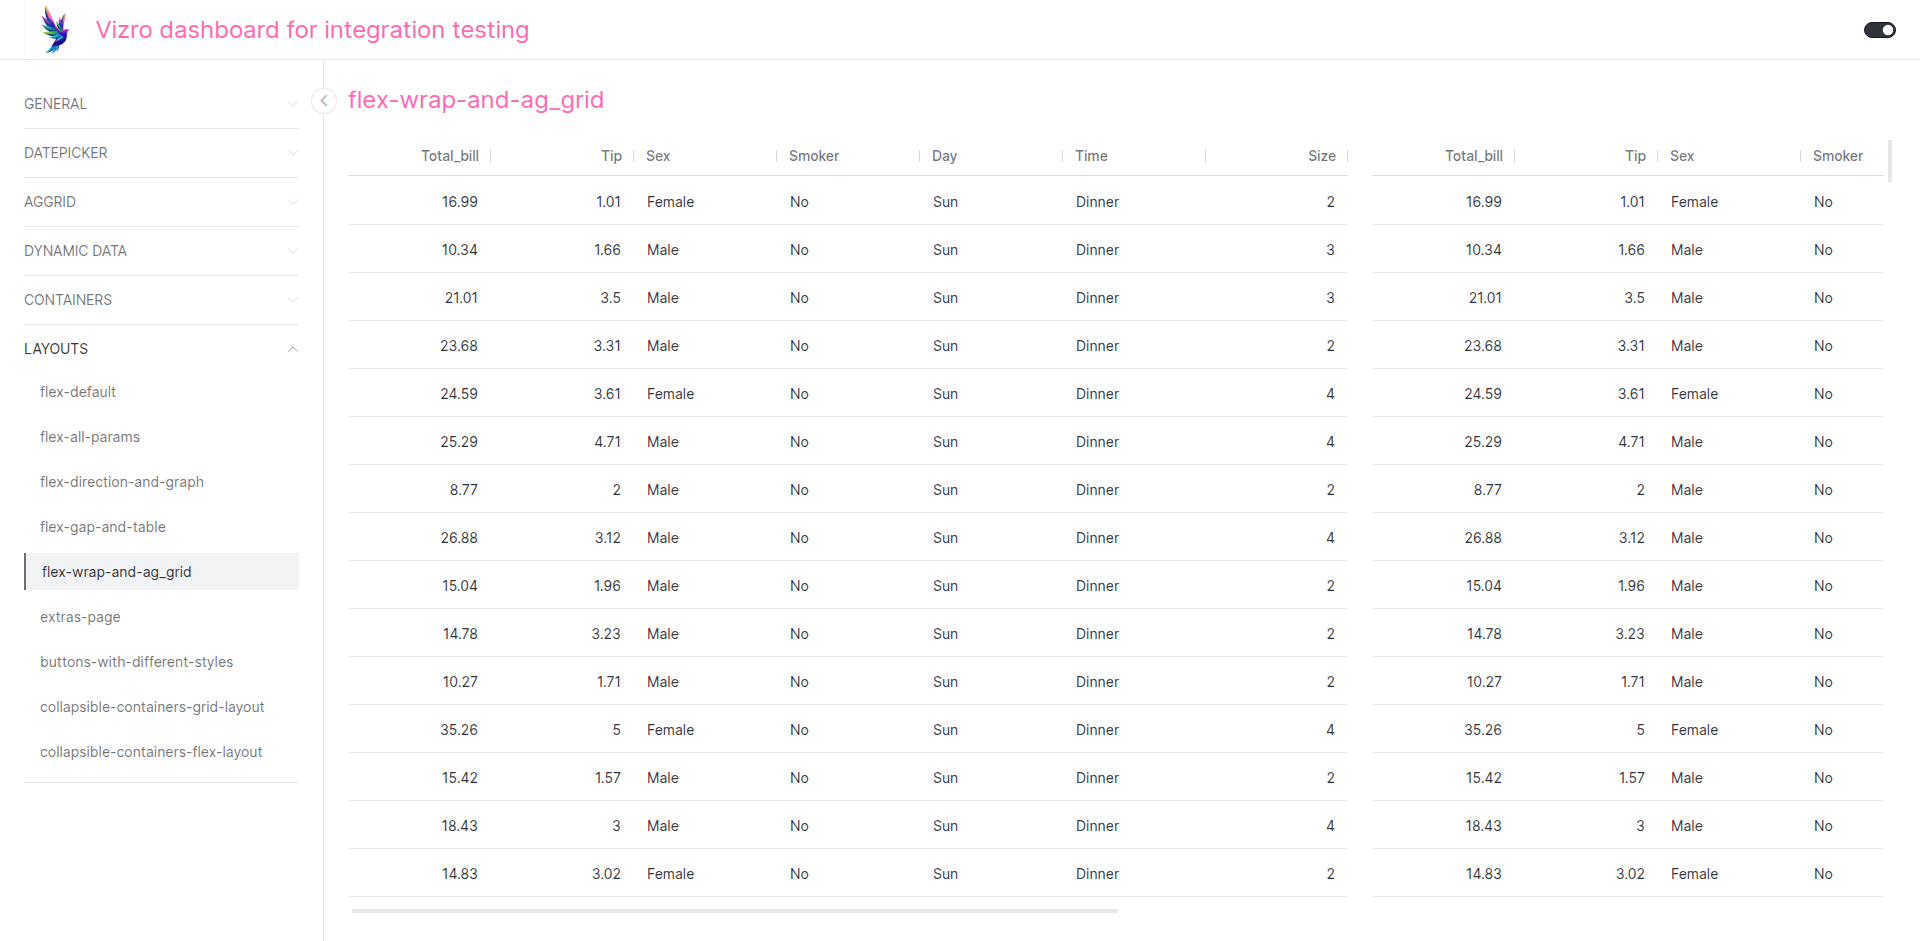 Vizro dashboard for integration testing
GENERAL
DATEPICKER
AGGRID
DYNAMIC DATA
CONTAINERS
LAYOUTS
flex-default
flex-all-params
flex-direction-and-graph
flex-gap-and-table
flex-wrap-and-ag_grid
extras-page
buttons-with-different-styles
collapsible-containers-grid-layout
collapsible-containers-flex-layout
flex-wrap-and-ag_grid
Total_bill Tip Sex Smoker Day Time Size Total_bill Tip Sex Smoker
16.99 1.01 Female No Sun Dinner 2 16.99 1.01 Female No
10.34 1.66 Male No Sun Dinner 3 10.34 1.66 Male No
21.01 3.5 Male No Sun Dinner 3 21.01 3.5 Male No
23.68 3.31 Male No Sun Dinner 2 23.68 3.31 Male No
24.59 3.61 Female No Sun Dinner 4 24.59 3.61 Female No
25.29 4.71 Male No Sun Dinner 4 25.29 4.71 Male No
8.77 2 Male No Sun Dinner 2 8.77 2 Male No
26.88 3.12 Male No Sun Dinner 4 26.88 3.12 Male No
15.04 1.96 Male No Sun Dinner 2 15.04 1.96 Male No
14.78 3.23 Male No Sun Dinner 2 14.78 3.23 Male No
10.27 1.71 Male No Sun Dinner 2 10.27 1.71 Male No
35.26 5 Female No Sun Dinner 4 35.26 5 Female No
15.42 1.57 Male No Sun Dinner 2 15.42 1.57 Male No
18.43 3 Male No Sun Dinner 4 18.43 3 Male No
14.83 3.02 Female No Sun Dinner 2 14.83 3.02 Female No